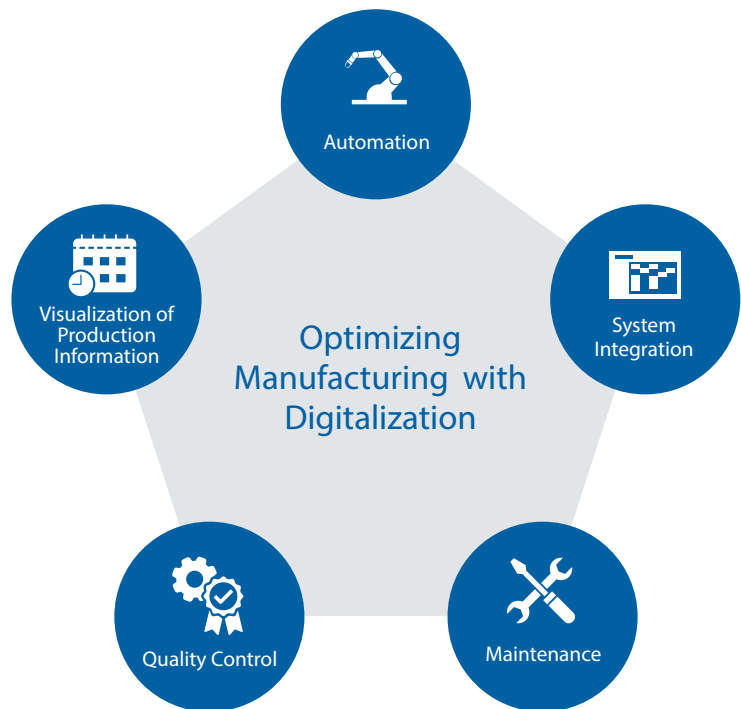 Automation
Visualization of
Production
Information
System
Integration
Optimizing
Manufacturing with
Digitalization
Quality Control
Maintenance